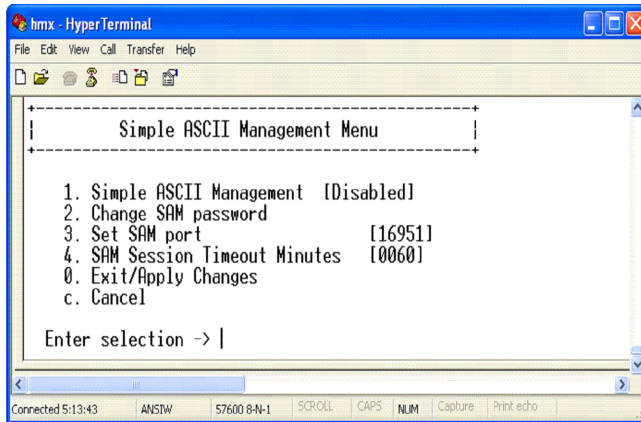 hmx - HyperTerminal
File Edit View Call Transfer Help
Simple ASCII Management Menu
1. Simple ASCII Management [Disabled]
2. Change SAM password
3. Set SAM port [16951]
4. SAM Session Timeout Minutes [0060]
0. Exit/Apply Changes
c. Cancel
Enter selection ->
Connected 5:13:43 ANSIW 57600 8-N-1 SCROLL CAPS NUM Capture Print echo